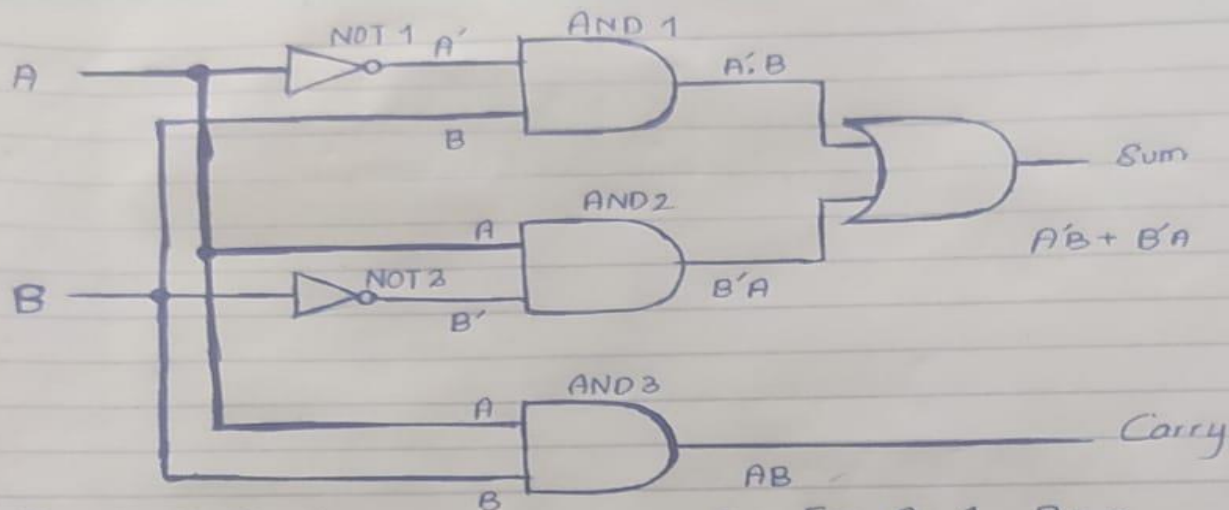 NOT 1
AND 1
A
A'
A'.B
B
Sum
AND2
A
A'B + B'A
B
NOT 2
B'A
B'
AND 3
A
Carry
AB
B